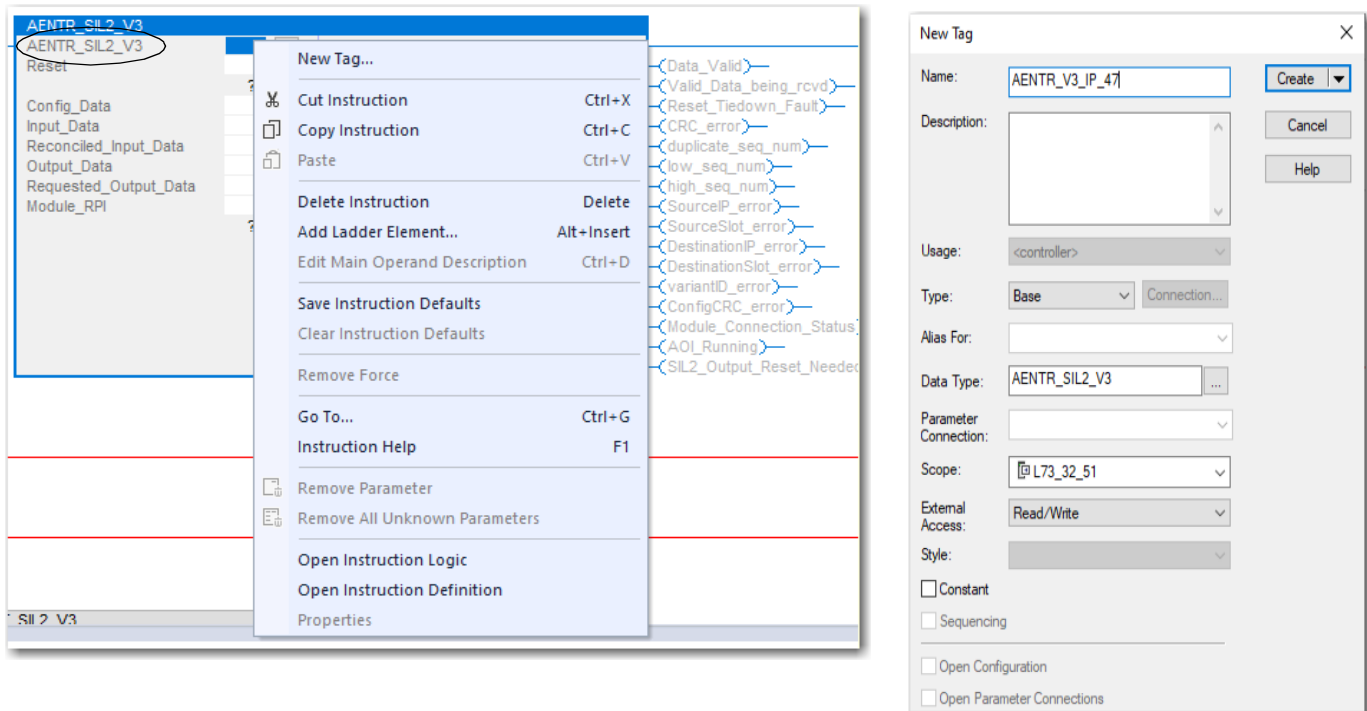 AENTR_SIL2_V3
AENTR_SIL2_V3
Reset
?
Config_Data
Input_Data
Reconciled_Input_Data
Output_Data
Requested_Output_Data
Module_RPI
?
New Tag...
Cut Instruction Ctrl+X
Copy Instruction Ctrl+C
Paste Ctrl+V
Delete Instruction Delete
Add Ladder Element... Alt+Insert
Edit Main Operand Description Ctrl+D
Save Instruction Defaults
Clear Instruction Defaults
Remove Force
Go To... Ctrl+G
Instruction Help F1
Remove Parameter
Remove All Unknown Parameters
Open Instruction Logic
Open Instruction Definition
Properties
Data_Valid
Valid_Data_being_rcvd
Reset_Tiedown_Fault
CRC_error
duplicate_seq_num
low_seq_num
high_seq_num
SourceIP_error
SourceSlot_error
DestinationIP_error
DestinationSlot_error
variantID_error
ConfigCRC_error
Module_Connection_Status
AOI_Running
SIL2_Output_Reset_Needed
SIL2_V3
New Tag
Name: AENTR_V3_IP_47 Create
Description: Cancel
Help
Usage: <controller>
Type: Base Connection...
Alias For:
Data Type: AENTR_SIL2_V3 ...
Parameter
Connection:
Scope: L73_32_51
External
Access: Read/Write
Style:
Constant
Sequencing
Open Configuration
Open Parameter Connections